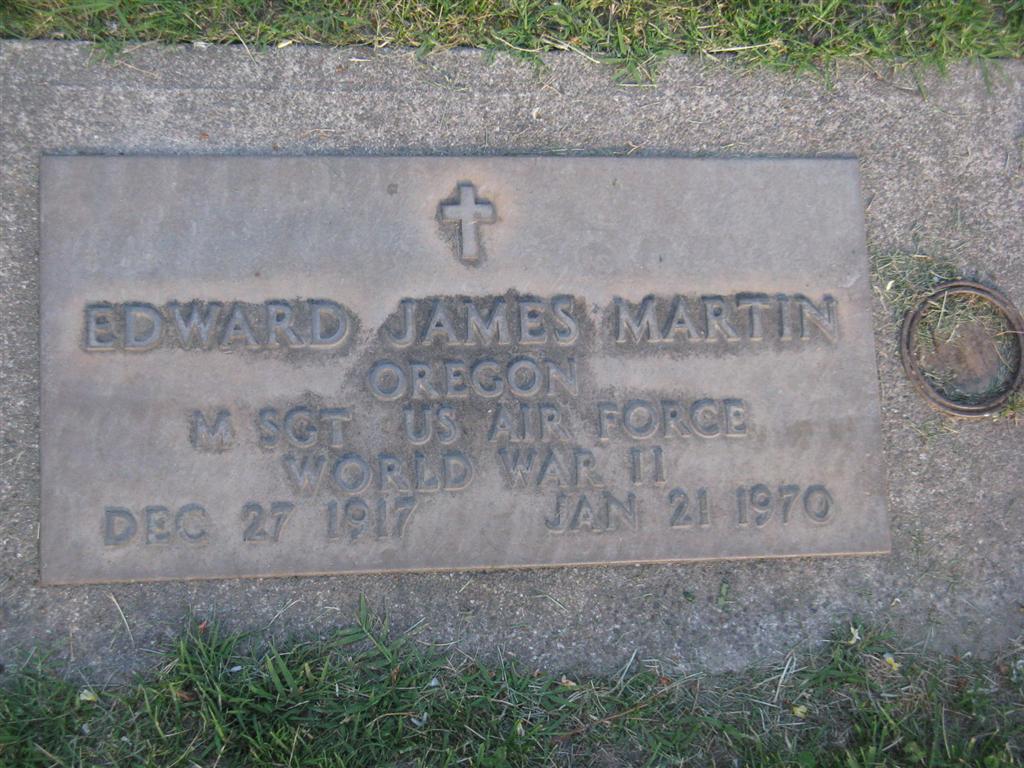 EDWARD JAMES MARTIN
OREGON
M SGT US AIR FORCE
WORLD WAR II
DEC 27 1917 JAN 21 1970